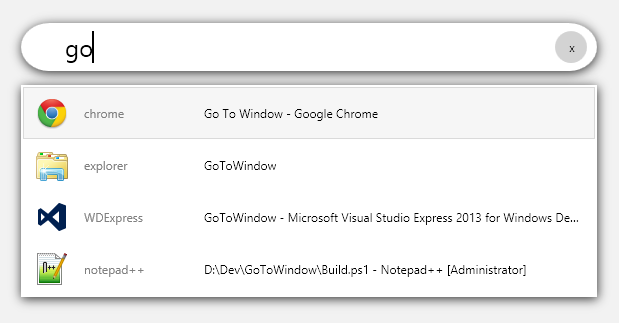 go
x
chrome Go To Window - Google Chrome
explorer GoToWindow
WDExpress GoToWindow - Microsoft Visual Studio Express 2013 for Windows De...
notepad++ D:\Dev\GoToWindow\Build.ps1 - Notepad++ [Administrator]